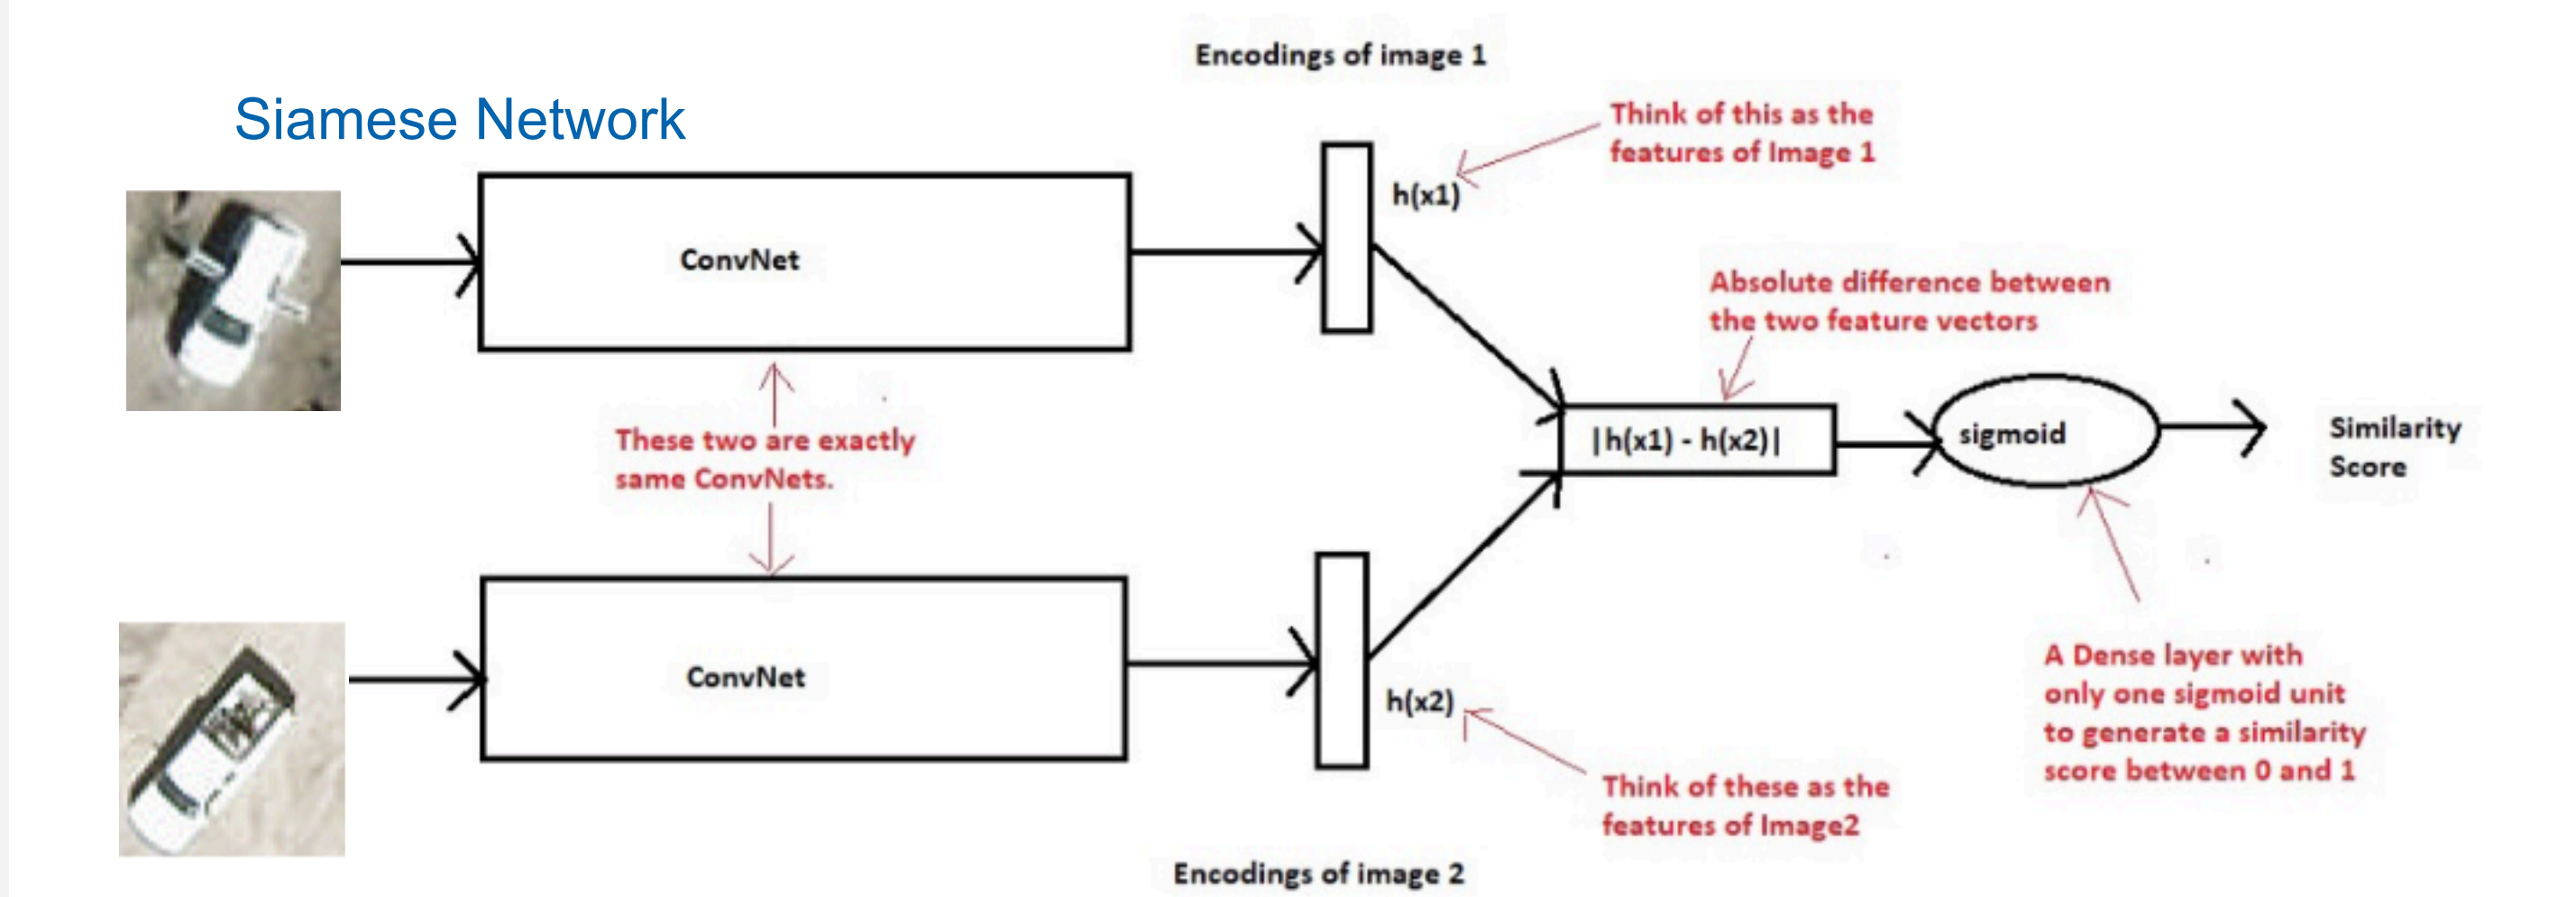 Encodings of image 1
Siamese Network
Think of this as the
features of Image 1
h(x1)
ConvNet
Absolute difference between
the two feature vectors
These two are exactly
same ConvNets.
|h(x1) - h(x2)|
sigmoid
Similarity
Score
ConvNet
h(x2)
A Dense layer with
only one sigmoid unit
to generate a similarity
score between 0 and 1
Think of these as the
features of Image2
Encodings of image 2